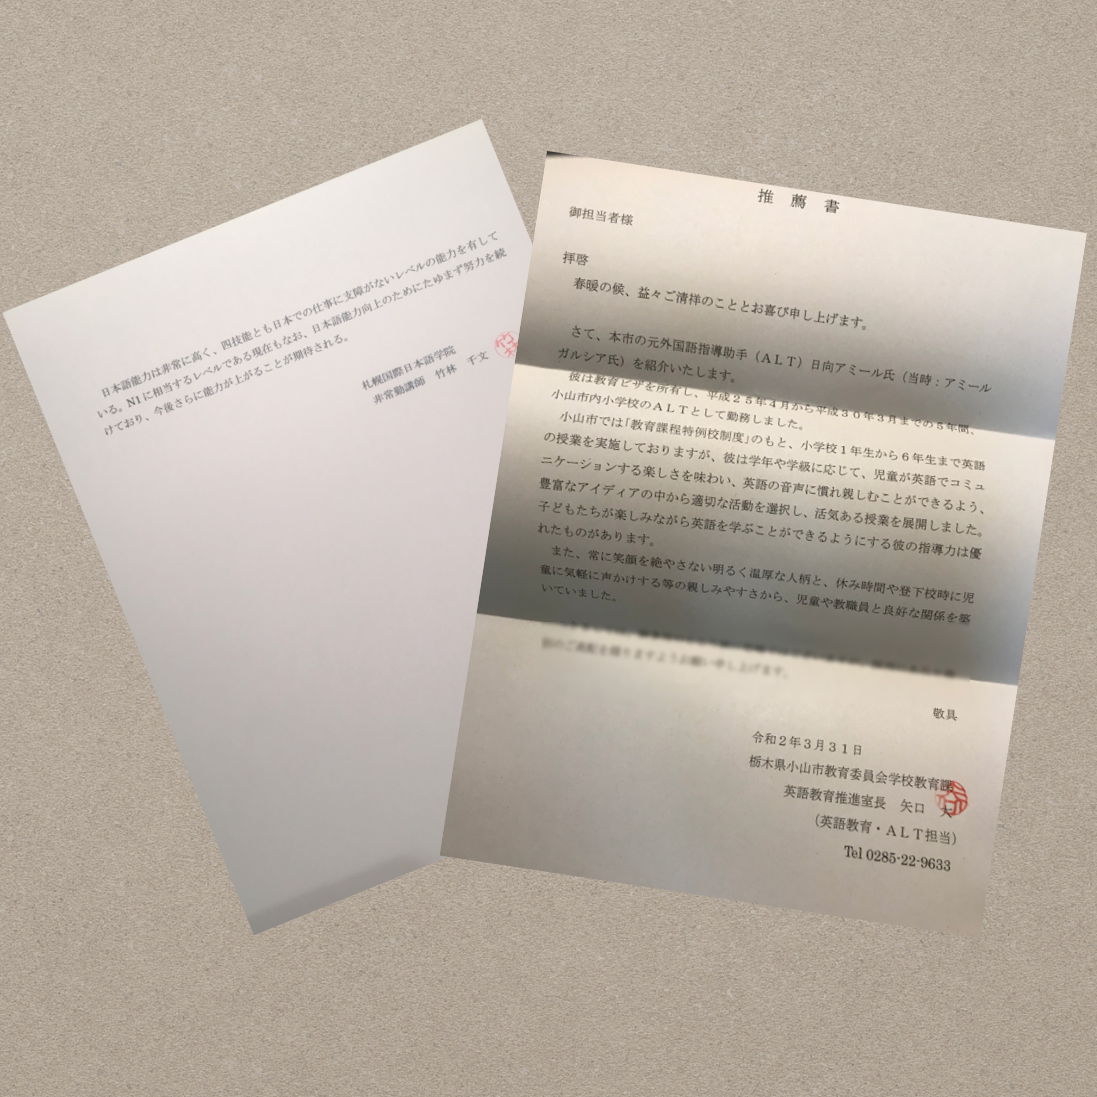 日本語能力は非常に高く、四技能とも日本での仕事に支障がないレベルの能力を有して
いる。N1に相当するレベルである現在もなお、日本語能力向上のためにたゆまず努力を続
けており、今後さらに能力が上がることが期待される。
札幌国際日本語学院
非常勤講師 竹林 千文
推薦書
御担当者様
拝啓
春暖の候、益々ご清祥のこととお喜び申し上げます。
さて、本市の元外国語指導助手（ＡＬＴ）日向アミール氏（当時：アミール
ガルシア氏）を紹介いたします。
彼は教育ビザを所有し、平成２５年４月から平成３０年３月までの５年間、
小山市内小学校のＡＬＴとして勤務しました。
小山市では「教育課程特例校制度」のもと、小学校１年生から６年生まで英語
の授業を実施しておりますが、彼は学年や学級に応じて、児童が英語でコミュ
ニケーションする楽しさを味わい、英語の音声に慣れ親しむことができるよう、
豊富なアイディアの中から適切な活動を選択し、活気ある授業を展開しました。
子どもたちが楽しみながら英語を学ぶことができるようにする彼の指導力は優
れたものがあります。
また、常に笑顔を絶やさない明るく温厚な人柄と、休み時間や登下校時に児
童に気軽に声かけする等の親しみやすさから、児童や教職員と良好な関係を築
いていました。
別のご高配を賜りますようお願い申し上げます。
敬具
令和２年３月３１日
栃木県小山市教育委員会学校教育課
英語教育推進室長 矢口
（英語教育・ＡＬＴ担当）
Tel 0285-22-9633